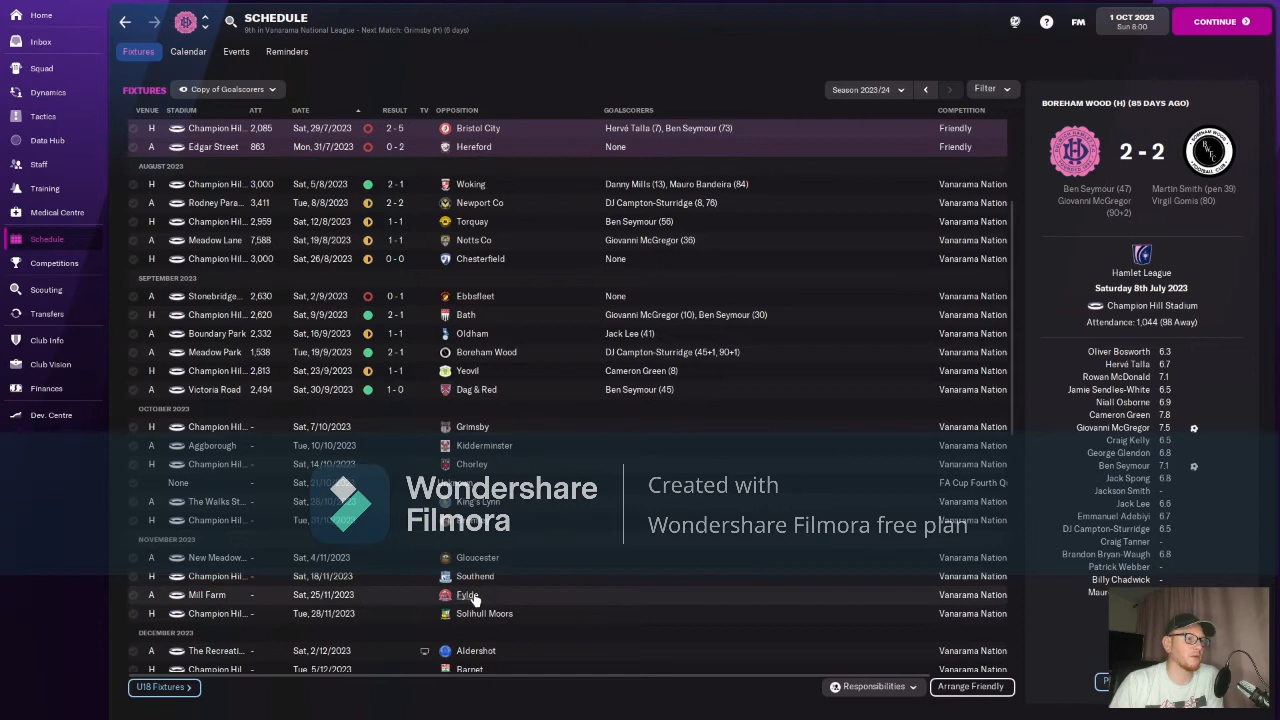 Home
Inbox
Squad
Dynamics
Tactics
Data Hub
Staff
Training
Medical Centre
Schedule
Competitions
Scouting
Transfers
Club Info
Club Vision
Finances
Dev. Centre
SCHEDULE
9th in Vanarama National League - Next Match: Grimsby (H) (6 days)
FM
1 OCT 2023
Sun 8:00
CONTINUE
Fixtures Calendar Events Reminders
FIXTURES Copy of Goalscorers Season 2023/24 Filter
VENUE STADIUM ATT DATE RESULT TV OPPOSITION GOALSCORERS COMPETITION
H Champion Hil... 2,085 Sat, 29/7/2023 2 - 5 Bristol City Hervé Talla (7), Ben Seymour (73) Friendly
A Edgar Street 863 Mon, 31/7/2023 0 - 2 Hereford None Friendly
AUGUST 2023
H Champion Hil... 3,000 Sat, 5/8/2023 2 - 1 Woking Danny Mills (13), Mauro Bandeira (84) Vanarama Nation
A Rodney Para... 3,411 Tue, 8/8/2023 2 - 2 Newport Co DJ Campton-Sturridge (8, 76) Vanarama Nation
H Champion Hil... 2,959 Sat, 12/8/2023 1 - 1 Torquay Ben Seymour (56) Vanarama Nation
A Meadow Lane 7,588 Sat, 19/8/2023 1 - 1 Notts Co Giovanni McGregor (36) Vanarama Nation
H Champion Hil... 3,000 Sat, 26/8/2023 0 - 0 Chesterfield None Vanarama Nation
SEPTEMBER 2023
A Stonebridge... 2,630 Sat, 2/9/2023 0 - 1 Ebbsfleet None Vanarama Nation
H Champion Hil... 2,620 Sat, 9/9/2023 2 - 1 Bath Giovanni McGregor (10), Ben Seymour (30) Vanarama Nation
A Boundary Park 2,332 Sat, 16/9/2023 1 - 1 Oldham Jack Lee (41) Vanarama Nation
A Meadow Park 1,538 Tue, 19/9/2023 2 - 1 Boreham Wood DJ Campton-Sturridge (45+1, 90+1) Vanarama Nation
H Champion Hil... 2,813 Sat, 23/9/2023 1 - 1 Yeovil Cameron Green (8) Vanarama Nation
A Victoria Road 2,494 Sat, 30/9/2023 1 - 0 Dag & Red Ben Seymour (45) Vanarama Nation
OCTOBER 2023
H Champion Hil... - Sat, 7/10/2023 Grimsby Vanarama Nation
A Aggborough - Tue, 10/10/2023 Kidderminster Vanarama Nation
H Champion Hil... - Sat, 14/10/2023 Chorley Vanarama Nation
None - Sat, 21/10/2023 FA Cup Fourth Q
A The Walks St... - Sat, 28/10/2023 King's Lynn Vanarama Nation
H Champion Hil... - Tue, 31/10/2023 Vanarama Nation
NOVEMBER 2023
A New Meadow... - Sat, 4/11/2023 Gloucester Vanarama Nation
H Champion Hil... - Sat, 18/11/2023 Southend Vanarama Nation
A Mill Farm - Sat, 25/11/2023 Fylde Vanarama Nation
H Champion Hil... - Tue, 28/11/2023 Solihull Moors Vanarama Nation
DECEMBER 2023
A The Recreati... - Sat, 2/12/2023 Aldershot Vanarama Nation
H Champion Hil... - Tue, 5/12/2023 Barnet Vanarama Nation
U18 Fixtures Responsibilities Arrange Friendly
Wondershare
Filmora
Created with
Wondershare Filmora free plan
BOREHAM WOOD (H) (85 DAYS AGO)
2 - 2
Ben Seymour (47) Martin Smith (pen 39)
Giovanni McGregor Virgil Gomis (80)
(90+2)
Hamlet League
Saturday 8th July 2023
Champion Hill Stadium
Attendance: 1,044 (98 Away)
Oliver Bosworth 6.3
Hervé Talla 6.7
Rowan McDonald 7.1
Jamie Sendles-White 6.5
Niall Osborne 6.9
Cameron Green 7.8
Giovanni McGregor 7.5
Craig Kelly 6.5
George Glendon 6.8
Ben Seymour 7.1
Jack Spong 6.8
Jackson Smith -
Jack Lee 6.6
Emmanuel Adebiyi 6.7
DJ Campton-Sturridge 6.5
Craig Tanner -
Brandon Bryan-Waugh 6.8
Patrick Webber -
Billy Chadwick -